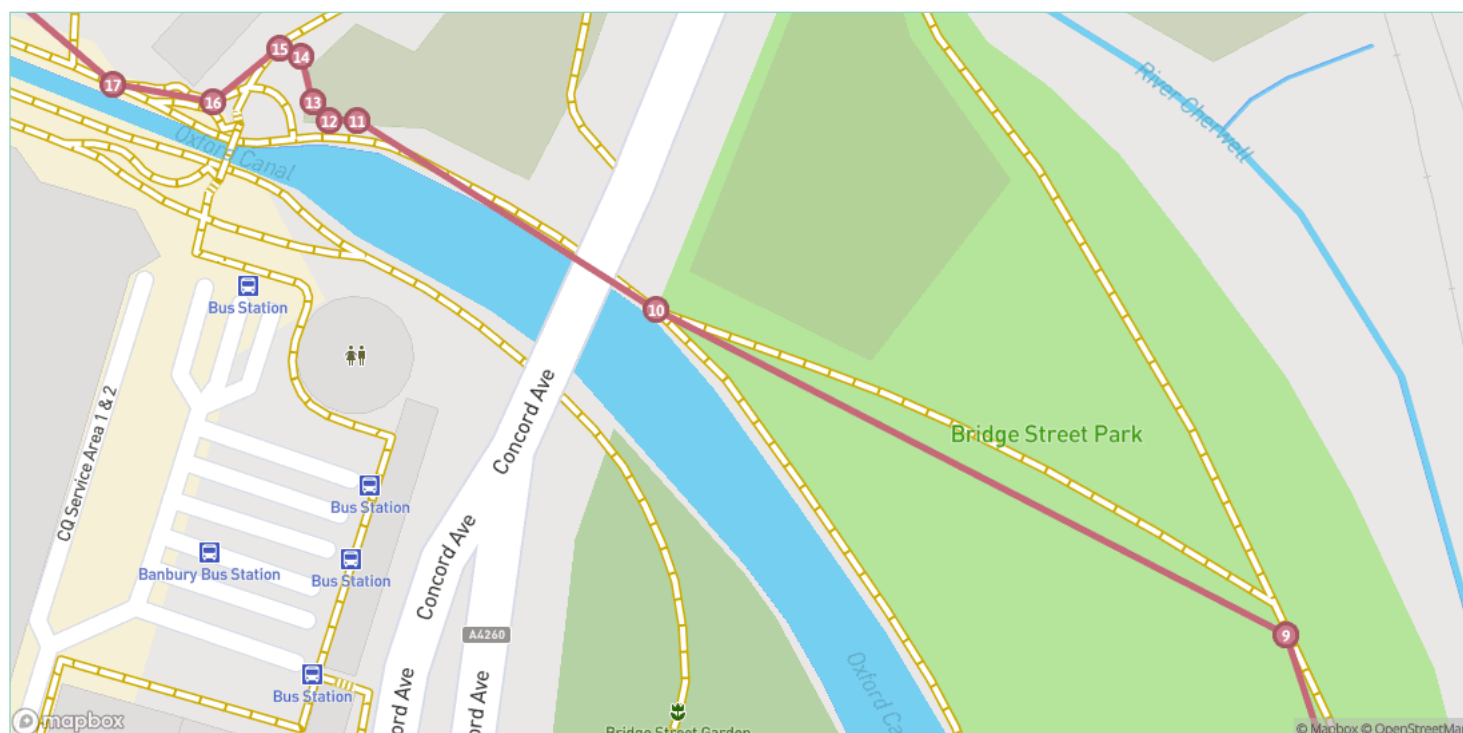 15
14
17
16
13
12
11
Oxford Canal
River Cherwell
Bus Station
10
Concord Ave
Bridge Street Park
CQ Service Area 1 & 2
Bus Station
Concord Ave
Banbury Bus Station
Bus Station
A4260
9
Bus Station
Oxford Ca
ord Ave
ord Ave
Bridge Street Garden
mapbox
© Mapbox © OpenStreetMa